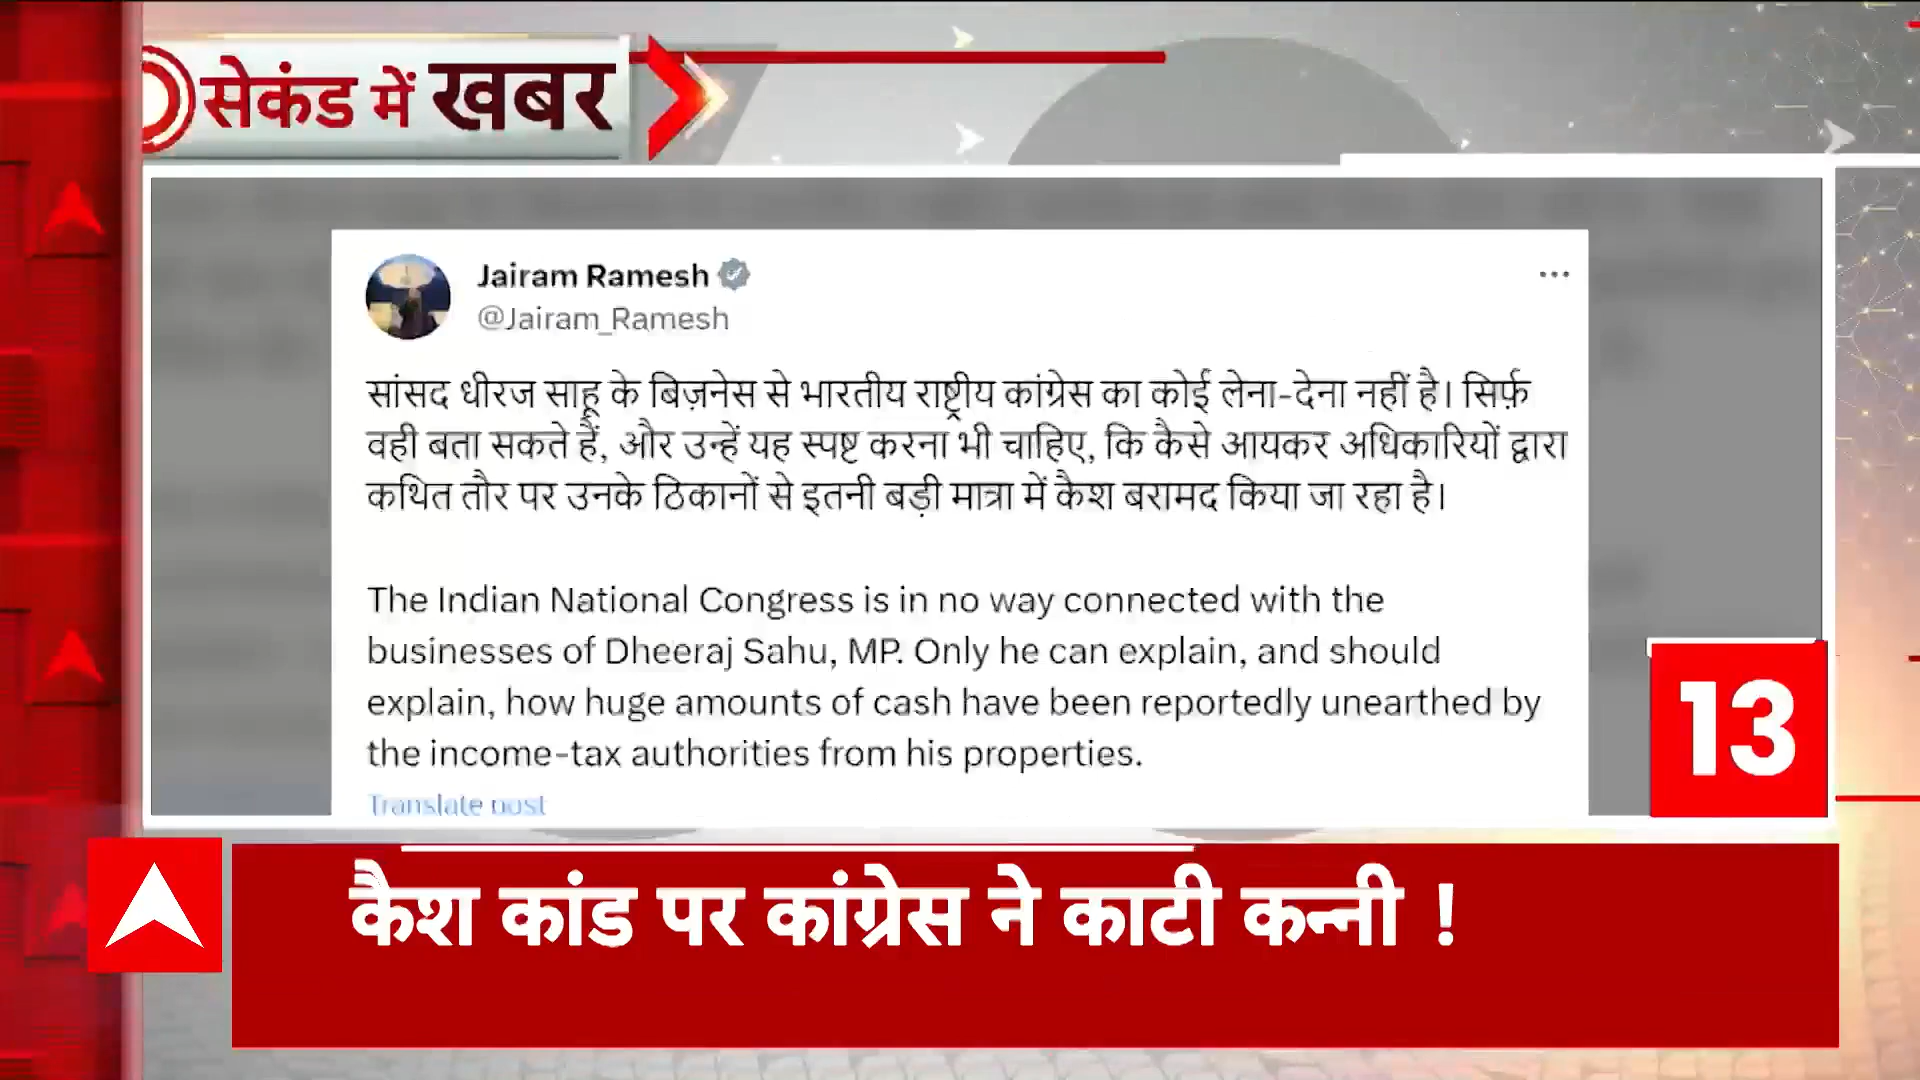 सेकंड में खबर
Jairam Ramesh
@Jairam_Ramesh
सांसद धीरज साहू के बिज़नेस से भारतीय राष्ट्रीय कांग्रेस का कोई लेना-देना नहीं है। सिर्फ़
वही बता सकते हैं, और उन्हें यह स्पष्ट करना भी चाहिए, कि कैसे आयकर अधिकारियों द्वारा
कथित तौर पर उनके ठिकानों से इतनी बड़ी मात्रा में कैश बरामद किया जा रहा है।
The Indian National Congress is in no way connected with the
businesses of Dheeraj Sahu, MP. Only he can explain, and should
explain, how huge amounts of cash have been reportedly unearthed by
the income-tax authorities from his properties.
Translate post
13
कैश कांड पर कांग्रेस ने काटी कन्नी !